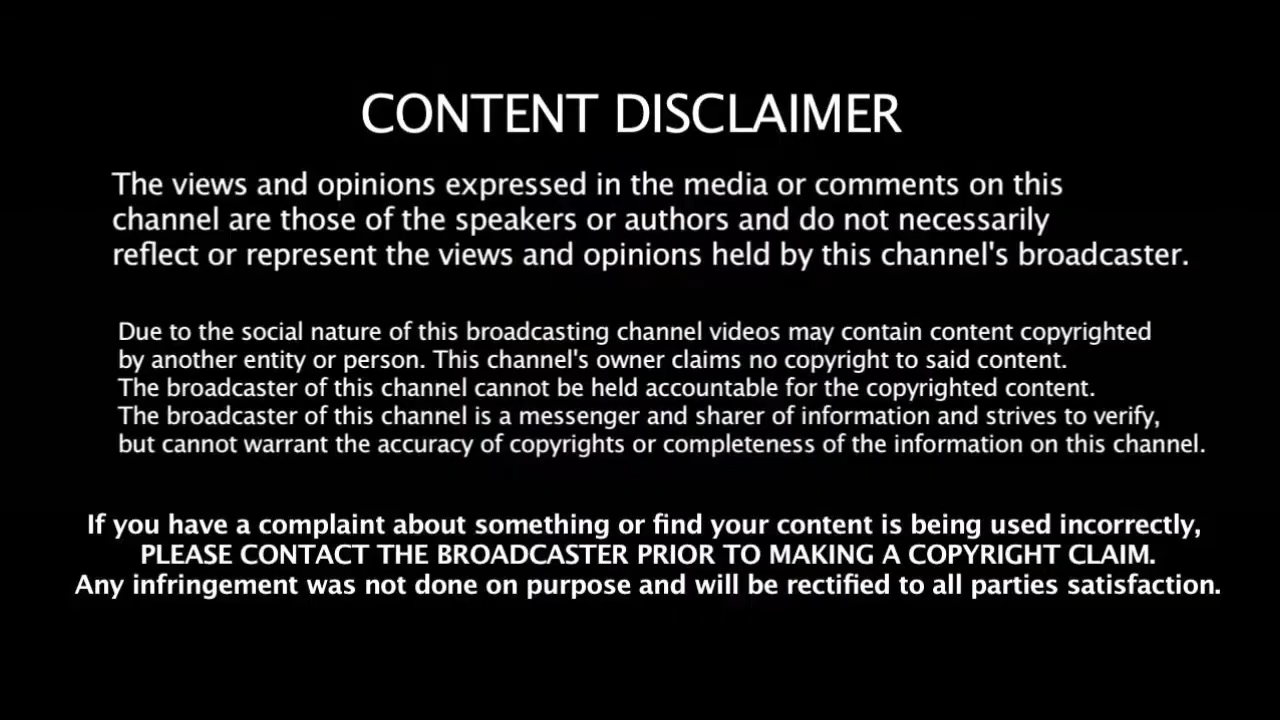 CONTENT DISCLAIMER
The views and opinions expressed in the media or comments on this
channel are those of the speakers or authors and do not necessarily
reflect or represent the views and opinions held by this channel's broadcaster.
Due to the social nature of this broadcasting channel videos may contain content copyrighted
by another entity or person. This channel's owner claims no copyright to said content.
The broadcaster of this channel cannot be held accountable for the copyrighted content.
The broadcaster of this channel is a messenger and sharer of information and strives to verify,
but cannot warrant the accuracy of copyrights or completeness of the information on this channel.
If you have a complaint about something or find your content is being used incorrectly,
PLEASE CONTACT THE BROADCASTER PRIOR TO MAKING A COPYRIGHT CLAIM.
Any infringement was not done on purpose and will be rectified to all parties satisfaction.